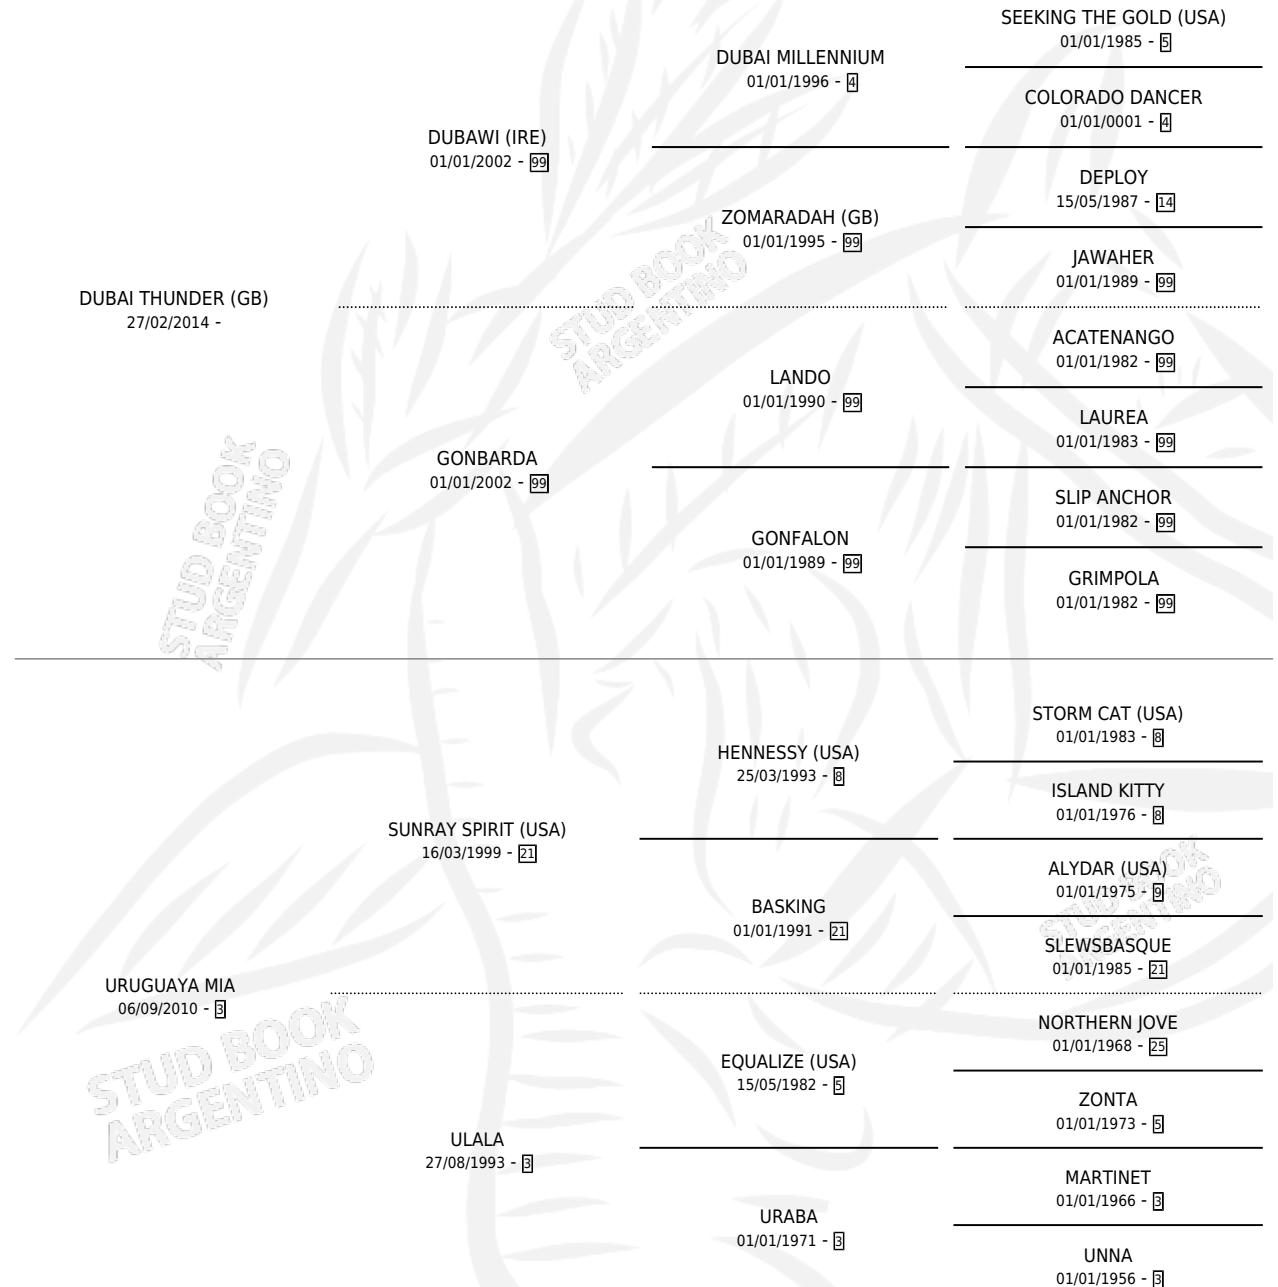 SEEKING THE GOLD (USA)
01/01/1985 - 5
DUBAI MILLENNIUM
01/01/1996 - 4
COLORADO DANCER
01/01/0001 - 4
DUBAWI (IRE)
01/01/2002 - 99
DEPLOY
15/05/1987 - 14
ZOMARADAH (GB)
01/01/1995 - 99
JAWAHER
01/01/1989 - 99
DUBAI THUNDER (GB)
27/02/2014 -
STUD BOOK
ARGENTINO
ACATENANGO
01/01/1982 - 99
LANDO
01/01/1990 - 99
LAUREA
01/01/1983 - 99
GONBARDA
01/01/2002 - 99
SLIP ANCHOR
01/01/1982 - 99
GONFALON
01/01/1989 - 99
GRIMPOLA
01/01/1982 - 99
STUD BOOK
ARGENTINO
STORM CAT (USA)
01/01/1983 - 8
HENNESSY (USA)
25/03/1993 - 8
ISLAND KITTY
01/01/1976 - 8
SUNRAY SPIRIT (USA)
16/03/1999 - 21
ALYDAR (USA)
01/01/1975 - 9
BASKING
01/01/1991 - 21
STUD BOOK
ARGENTINO
SLEWSBASQUE
01/01/1985 - 21
URUGUAYA MIA
06/09/2010 - 3
STUD BOOK
ARGENTINO
NORTHERN JOVE
01/01/1968 - 25
EQUALIZE (USA)
15/05/1982 - 5
ZONTA
01/01/1973 - 5
ULALA
27/08/1993 - 3
MARTINET
01/01/1966 - 3
URABA
01/01/1971 - 3
UNNA
01/01/1956 - 3